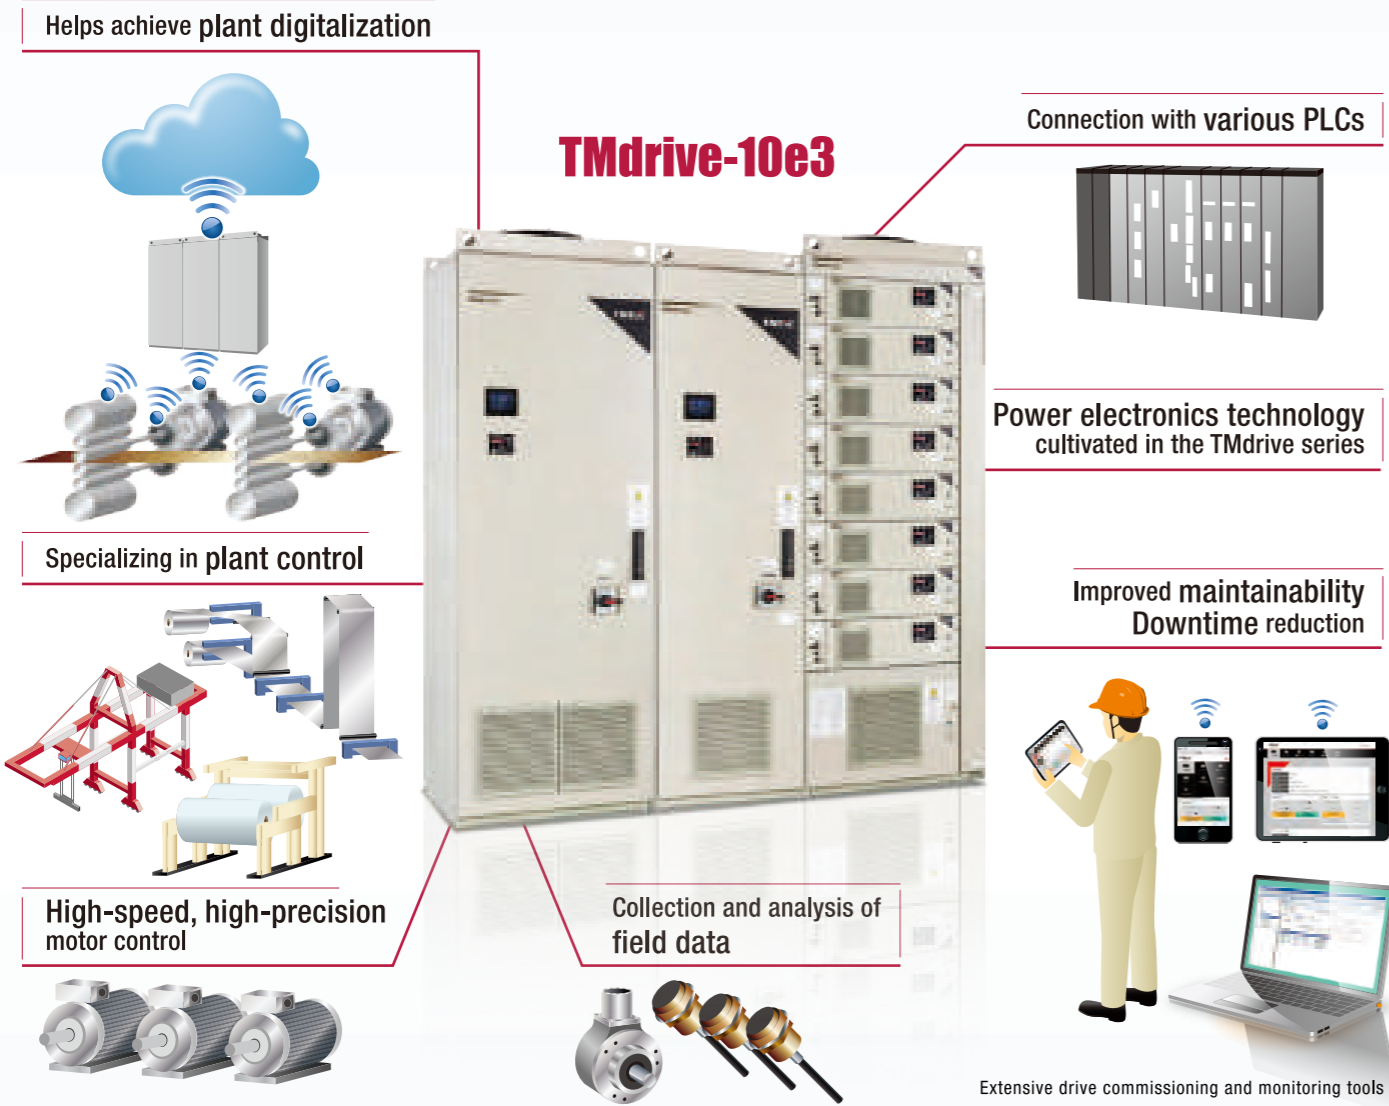 Helps achieve plant digitalization
TMdrive-10e3
Connection with various PLCs
Power electronics technology
cultivated in the TMdrive series
Specializing in plant control
Improved maintainability
Downtime reduction
High-speed, high-precision
motor control
Collection and analysis of
field data
Extensive drive commissioning and monitoring tools